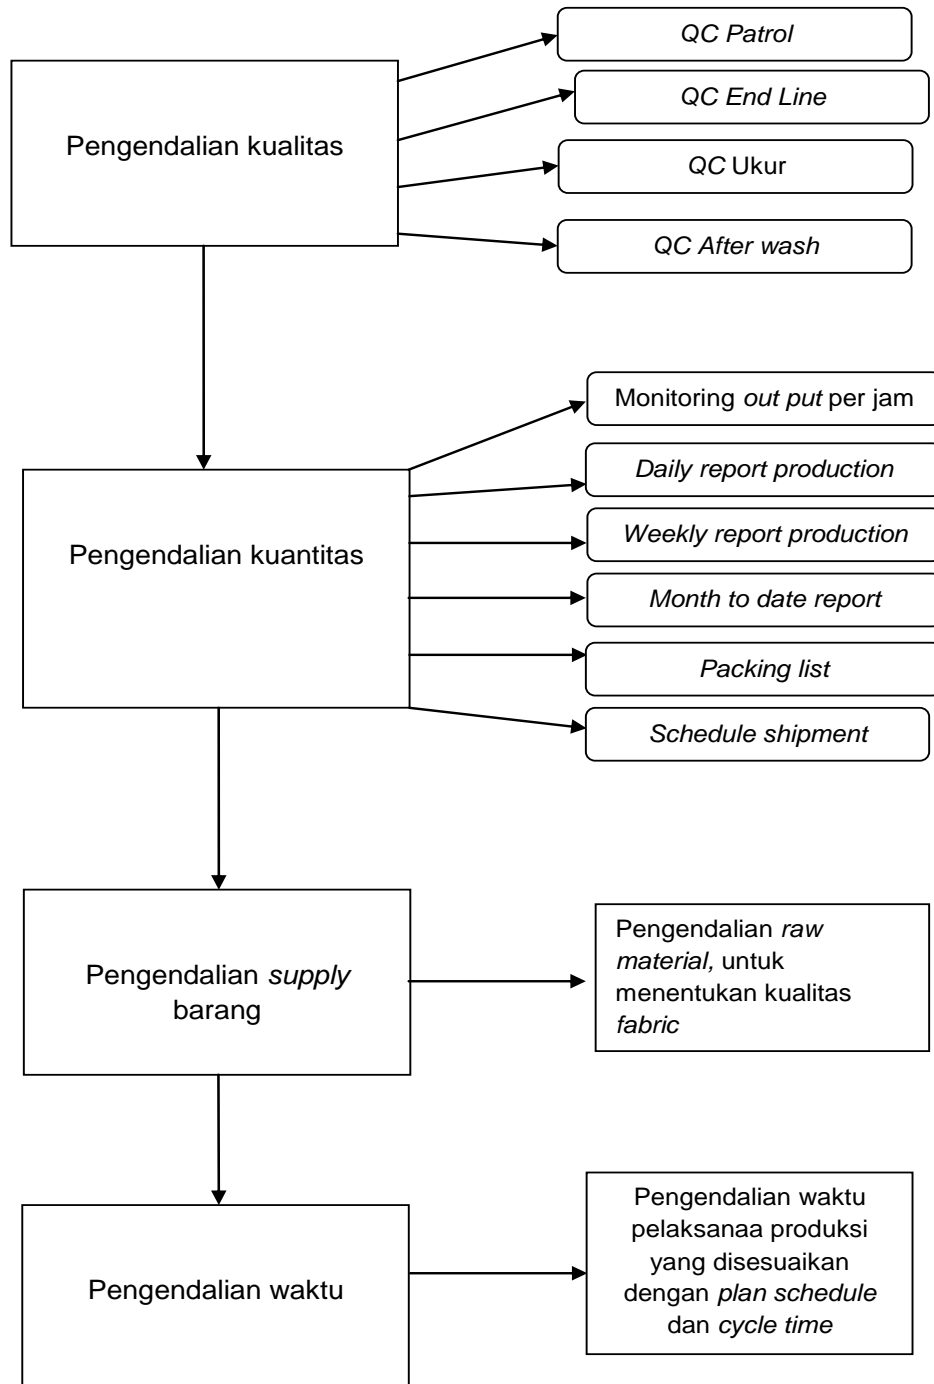 Pengendalian kualitas
QC Patrol
QC End Line
QC Ukur
QC After wash
Pengendalian kuantitas
Monitoring out put per jam
Daily report production
Weekly report production
Month to date report
Packing list
Schedule shipment
Pengendalian supply
barang
Pengendalian raw
material, untuk
menentukan kualitas
fabric
Pengendalian waktu
Pengendalian waktu
pelaksanaa produksi
yang disesuaikan
dengan plan schedule
dan cycle time